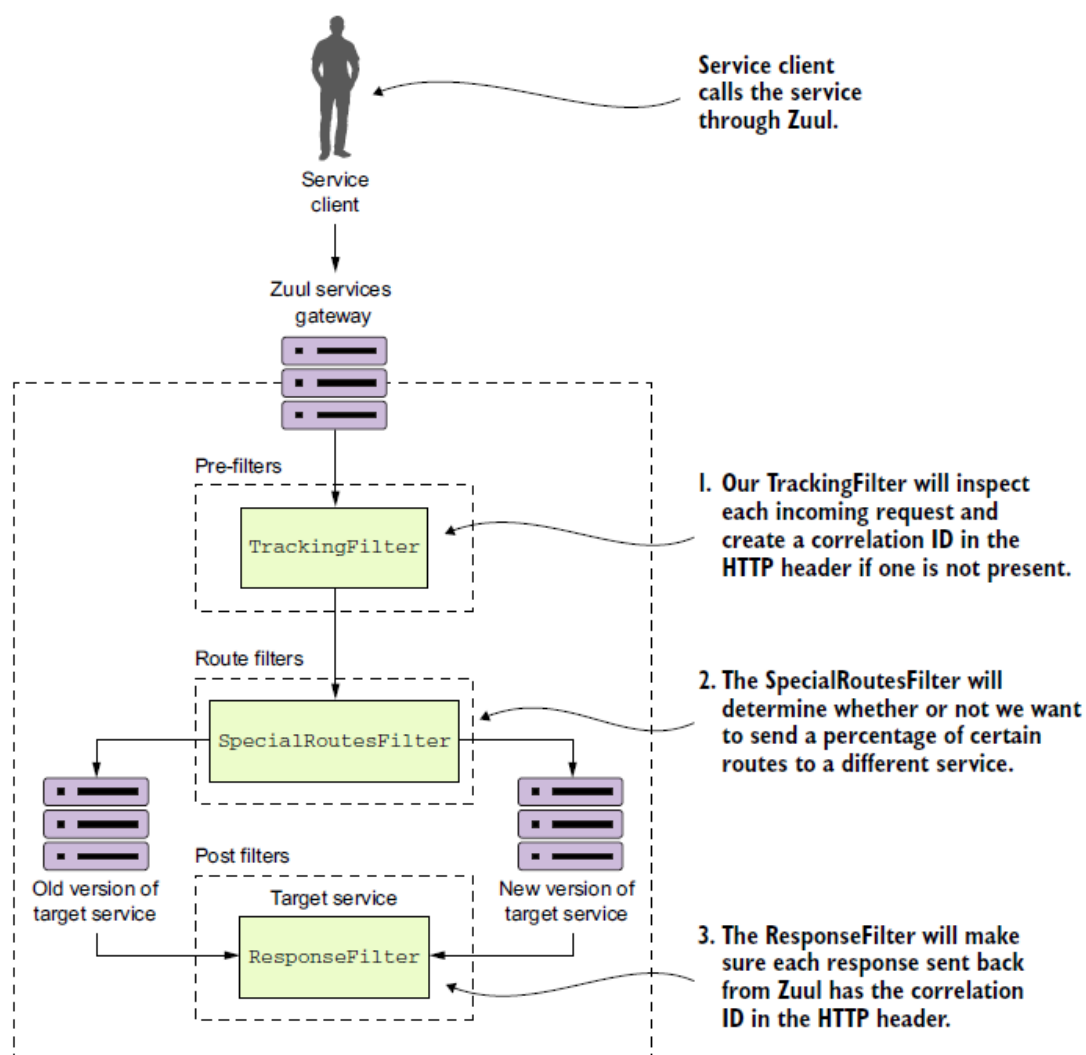 Service client
calls the service
through Zuul.
Service
client
Zuul services
gateway
Pre-filters
TrackingFilter
1. Our TrackingFilter will inspect
each incoming request and
create a correlation ID in the
HTTP header if one is not present.
Route filters
SpecialRoutesFilter
2. The SpecialRoutesFilter will
determine whether or not we want
to send a percentage of certain
routes to a different service.
Old version of
target service
New version of
target service
Post filters
Target service
ResponseFilter
3. The ResponseFilter will make
sure each response sent back
from Zuul has the correlation
ID in the HTTP header.